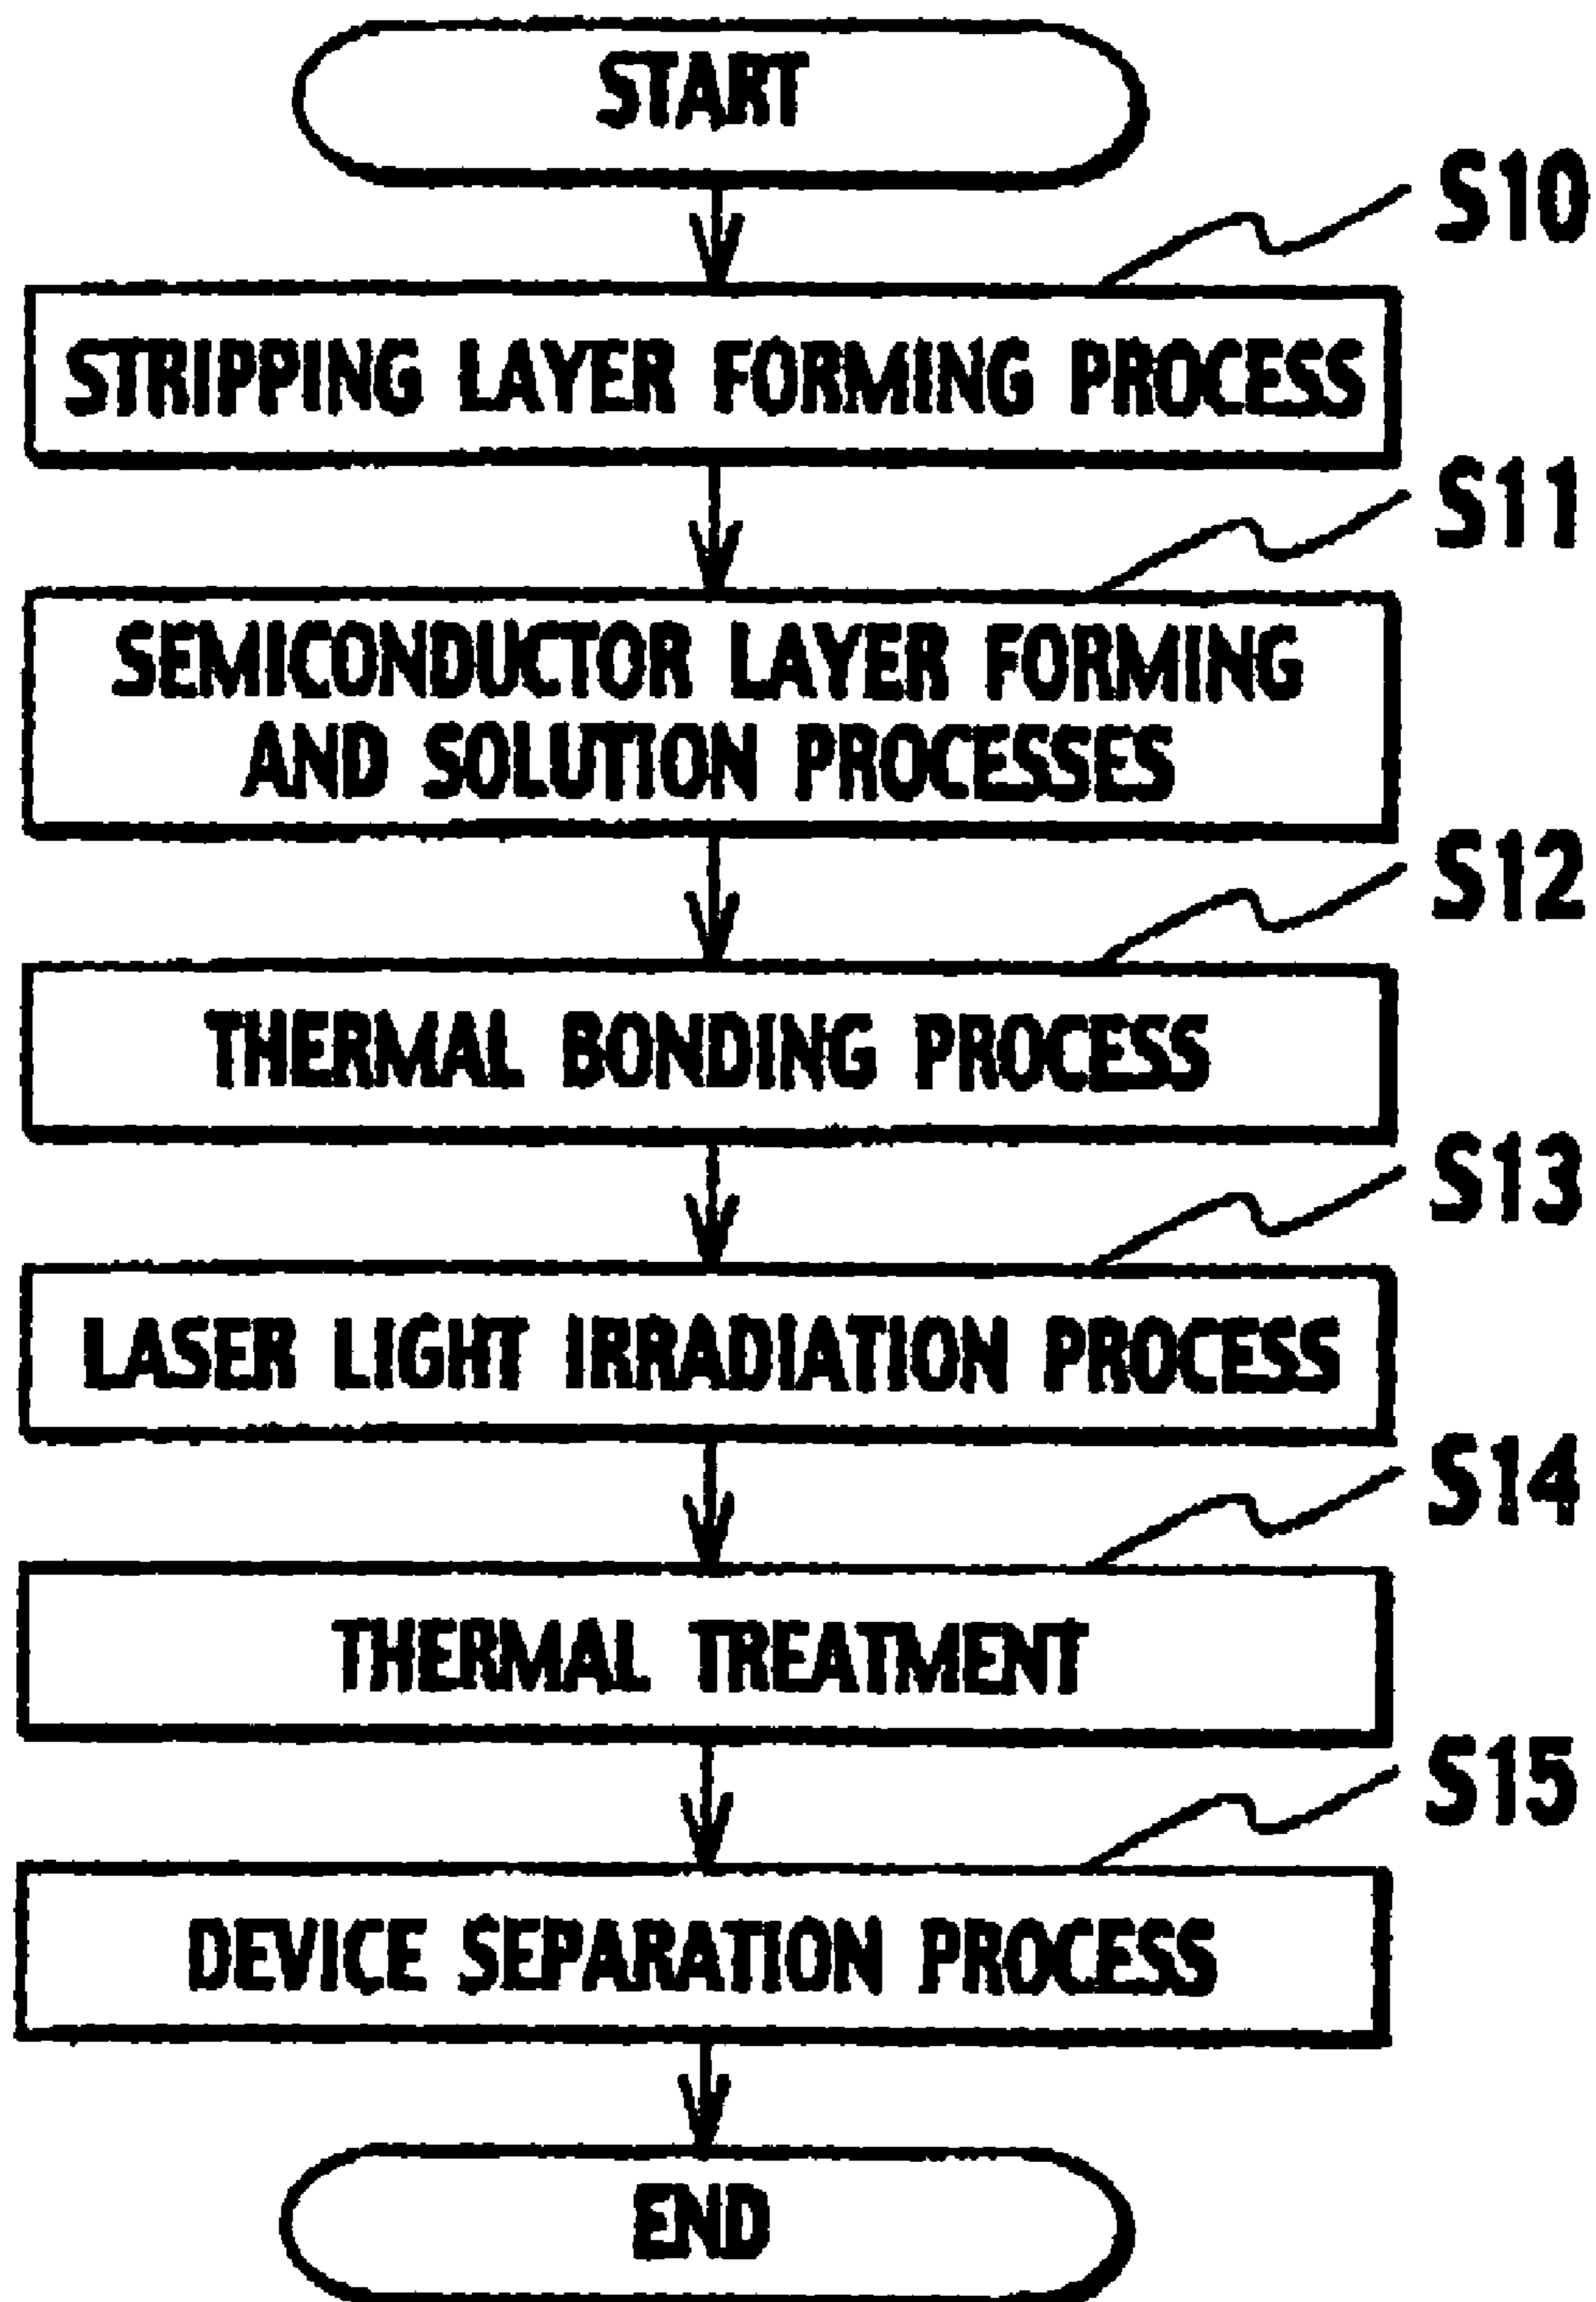 START
S10
STRIPPING LAYER FORMING PROCESS
S11
SEMICONDUCTOR LAYER FORMING
AND SOLUTION PROCESSES
S12
THERMAL BONDING PROCESS
S13
LASER LIGHT IRRADIATION PROCESS
S14
THERMAL TREATMENT
S15
DEVICE SEPARATION PROCESS
END